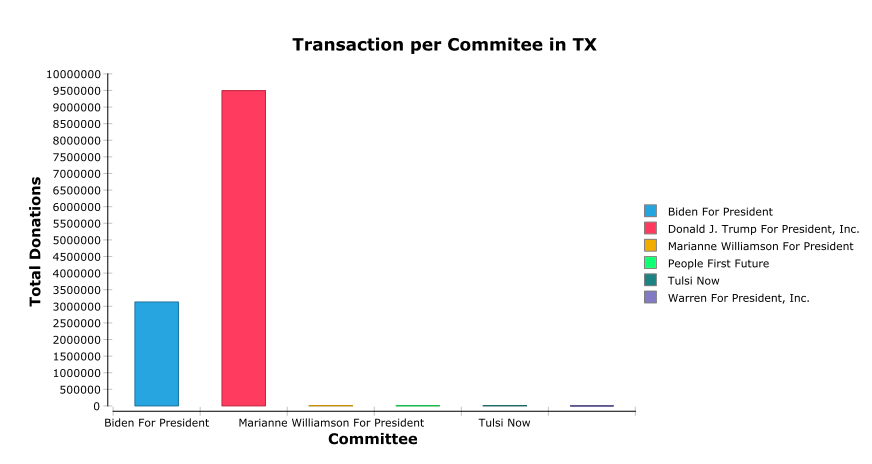 Transaction per Commitee in TX
10000000
9500000
9000000
8500000
8000000
7500000
7000000
6500000
6000000
5500000
5000000
4500000
4000000
3500000
3000000
2500000
2000000
1500000
1000000
500000
0
Total Donations
Biden For President
Marianne Williamson For President
Tulsi Now
Committee
Biden For President
Donald J. Trump For President, Inc.
Marianne Williamson For President
People First Future
Tulsi Now
Warren For President, Inc.